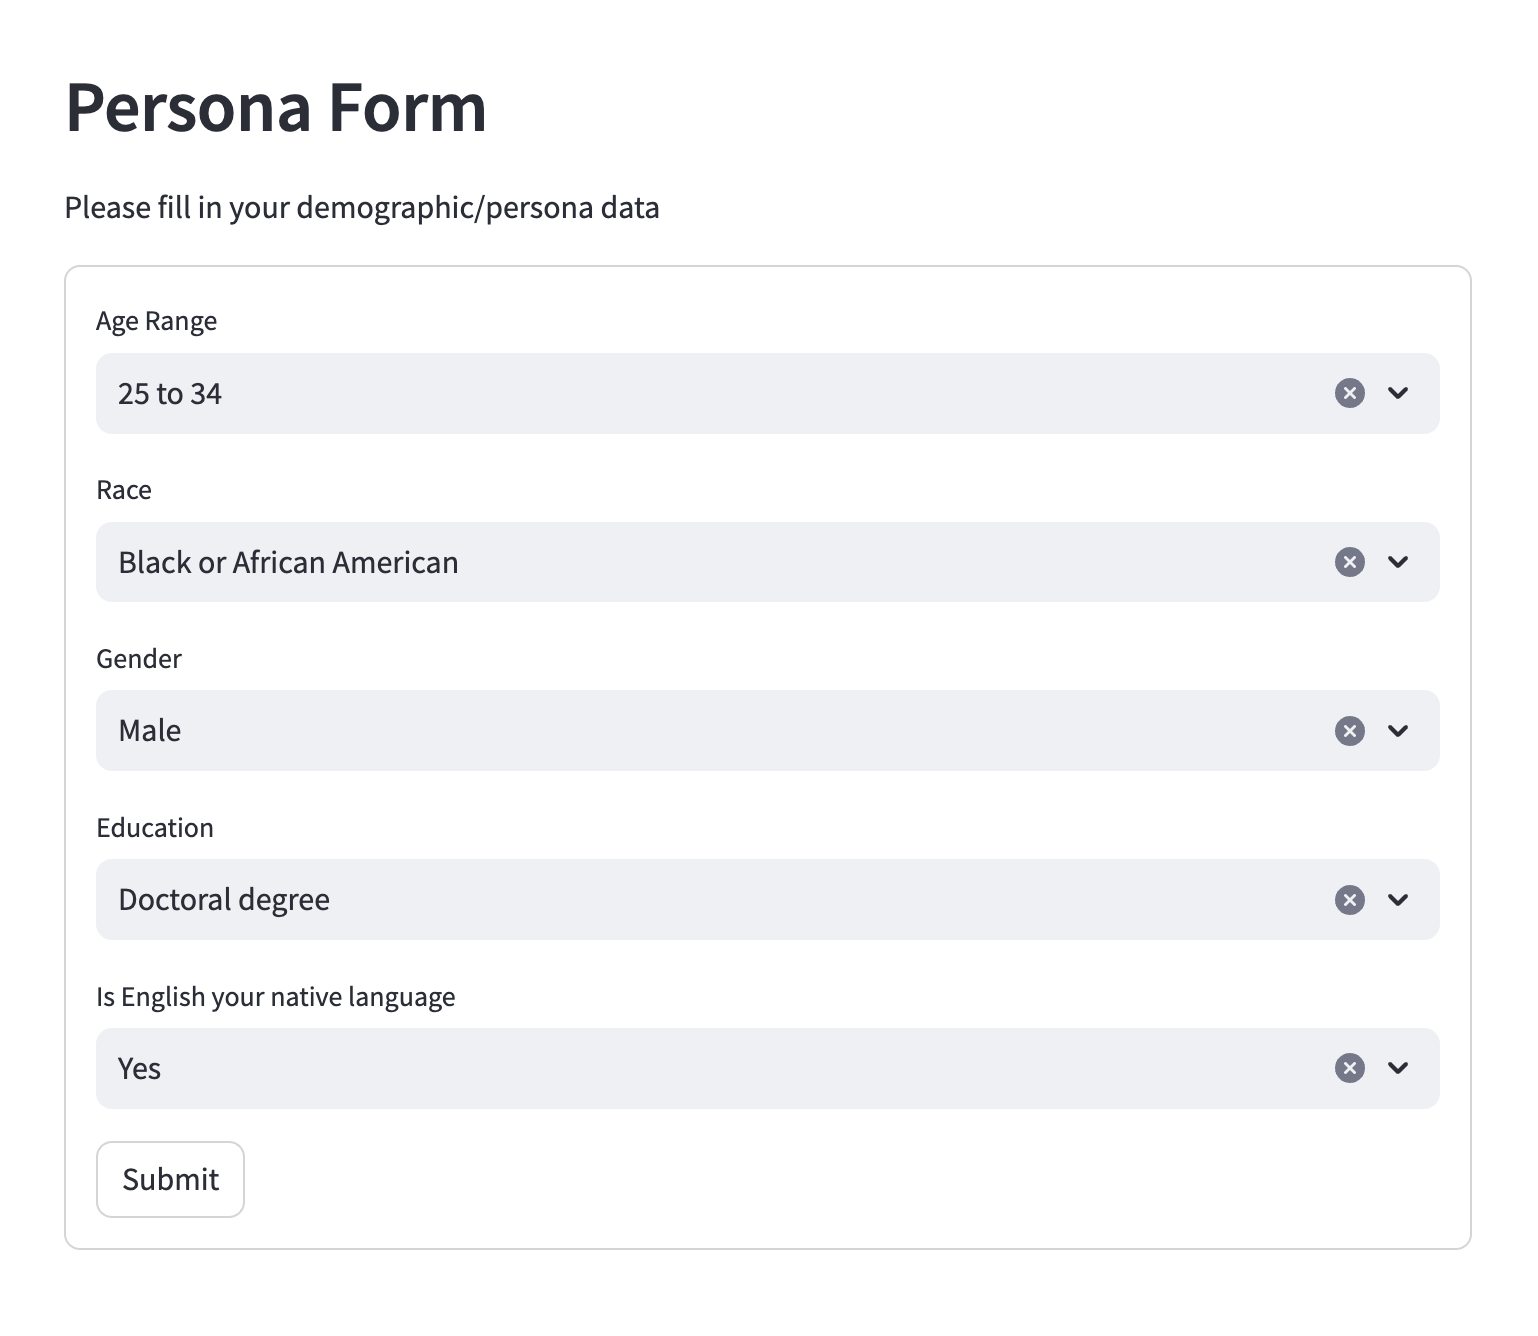 Persona Form
Please fill in your demographic/persona data
Age Range
25 to 34
Race
Black or African American
Gender
Male
Education
Doctoral degree
Is English your native language
Yes
Submit